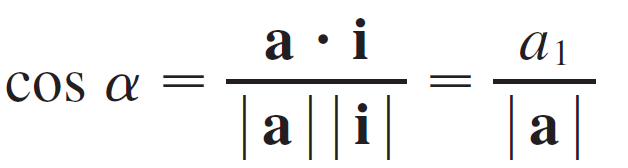 cos α = a · i / |a||i| = a₁ / |a|